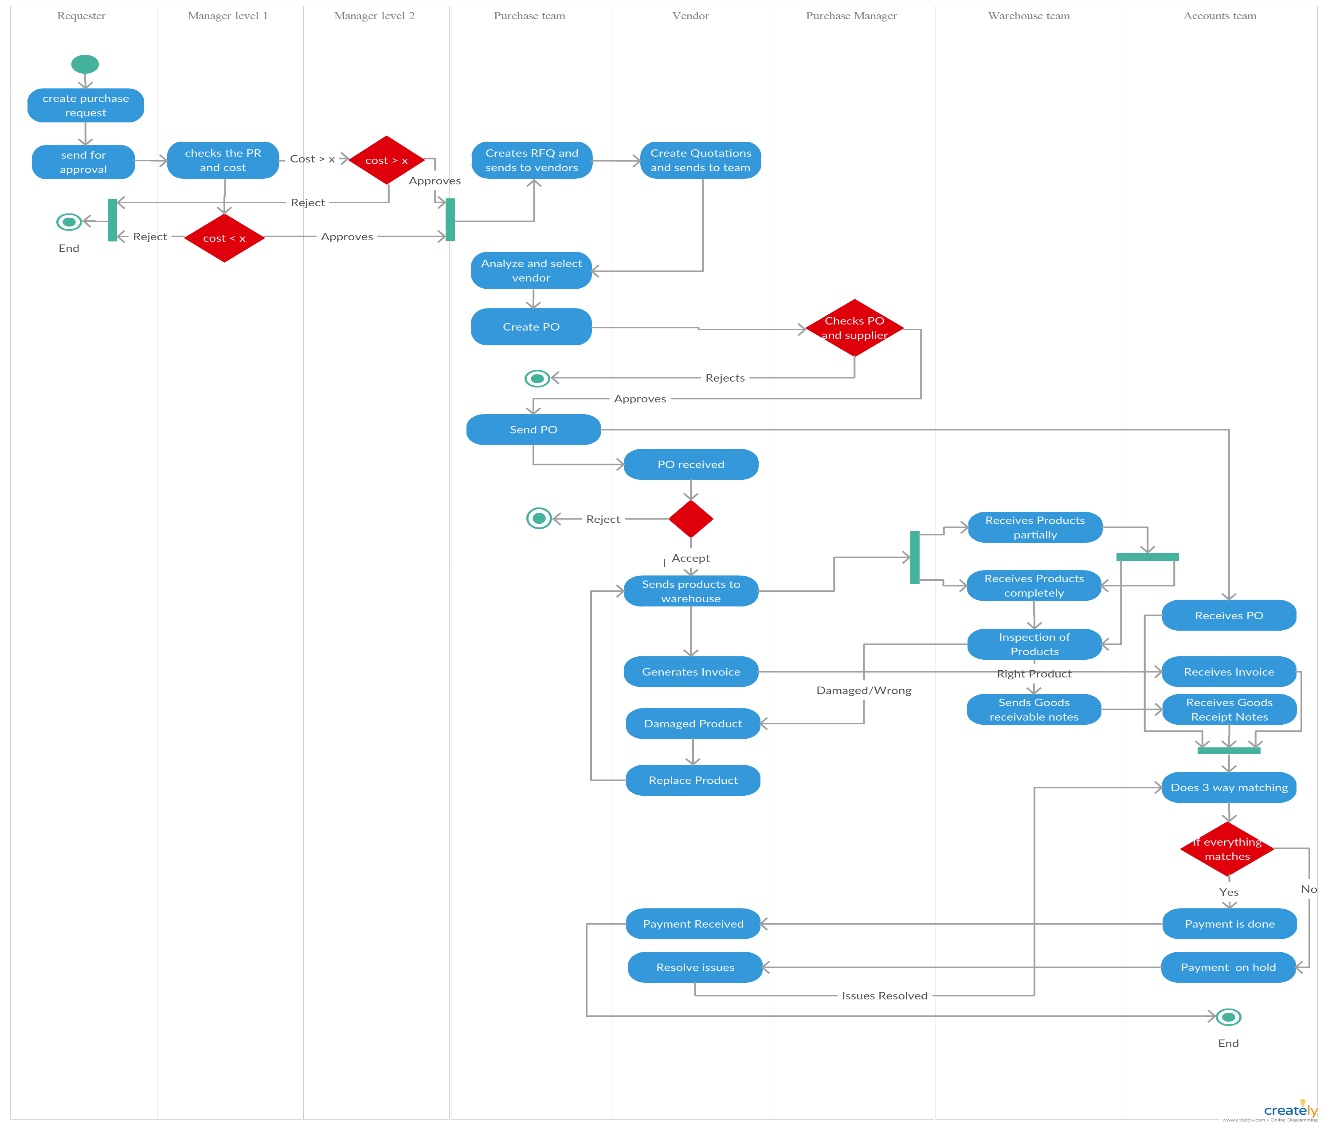 Requester
Manager level 1
Manager level 2
Purchase team
Vendor
Purchase Manager
Warehouse team
Accounts team
create purchase
request
send for
approval
checks the PR
and cost
Cost > x
cost > x
Approves
Creates RFQ and
sends to vendors
Create Quotations
and sends to team
Reject
End
Reject
cost < x
Approves
Analyze and select
vendor
Create PO
Checks PO
and supplier
Rejects
Approves
Send PO
PO received
Reject
Accept
Receives Products
partially
Sends products to
warehouse
Receives Products
completely
Receives PO
Inspection of
Products
Generates Invoice
Right Product
Receives Invoice
Damaged/Wrong
Sends Goods
receivable notes
Receives Goods
Receipt Notes
Damaged Product
Replace Product
Does 3 way matching
If everything
matches
Yes
No
Payment Received
Payment is done
Resolve issues
Payment on hold
Issues Resolved
End
creately
www.creately.com • Online Diagramming